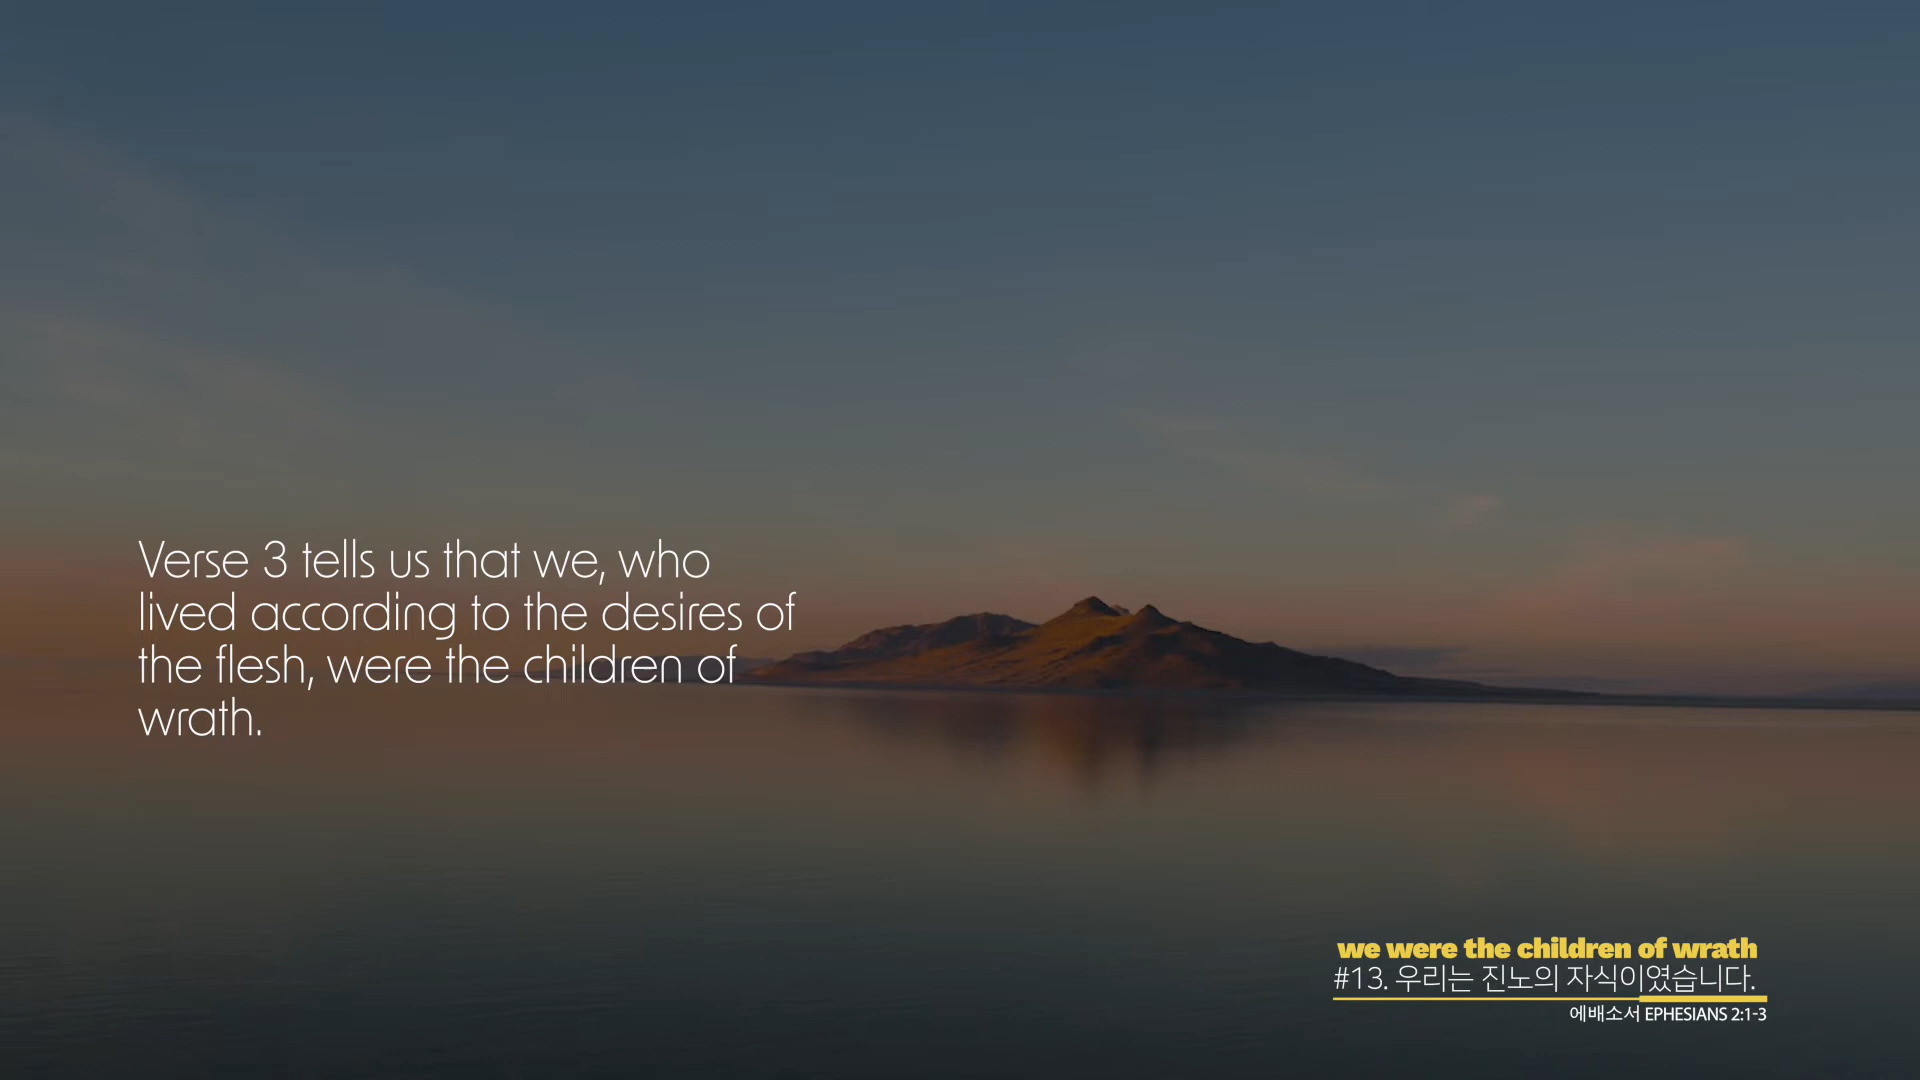 Verse 3 tells us that we, who
lived according to the desires of
the flesh, were the children of
wrath.
we were the children of wrath
#13. 우리는 진노의 자식이였습니다.
에배소서 EPHESIANS 2:1-3